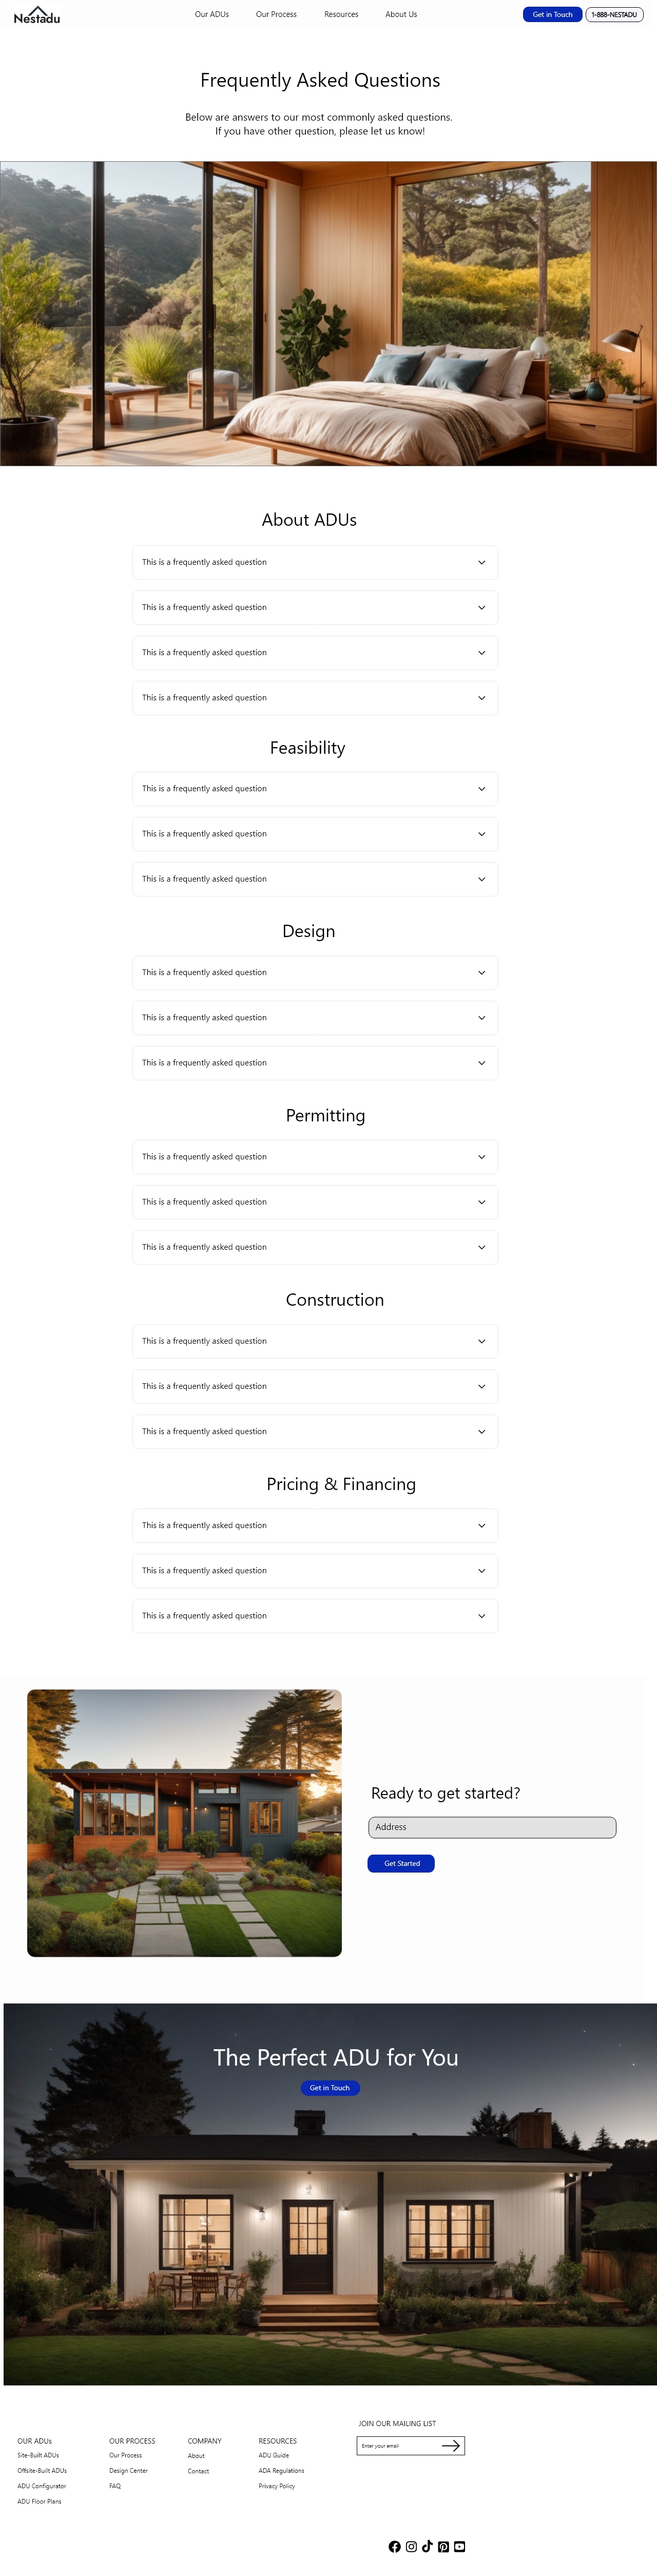 Nestadu
Our ADUs
Our Process
Resources
About Us
Get in Touch
1-888-NESTADU
Frequently Asked Questions
Below are answers to our most commonly asked questions.
If you have other question, please let us know!
About ADUs
This is a frequently asked question
This is a frequently asked question
This is a frequently asked question
This is a frequently asked question
Feasibility
This is a frequently asked question
This is a frequently asked question
This is a frequently asked question
Design
This is a frequently asked question
This is a frequently asked question
This is a frequently asked question
Permitting
This is a frequently asked question
This is a frequently asked question
This is a frequently asked question
Construction
This is a frequently asked question
This is a frequently asked question
This is a frequently asked question
Pricing & Financing
This is a frequently asked question
This is a frequently asked question
This is a frequently asked question
Ready to get started?
Address
Get Started
The Perfect ADU for You
Get in Touch
OUR ADUs
Site-Built ADUs
Offsite-Built ADUs
ADU Configurator
ADU Floor Plans
OUR PROCESS
Our Process
Design Center
FAQ
COMPANY
About
Contact
RESOURCES
ADU Guide
ADA Regulations
Privacy Policy
JOIN OUR MAILING LIST
Enter your email